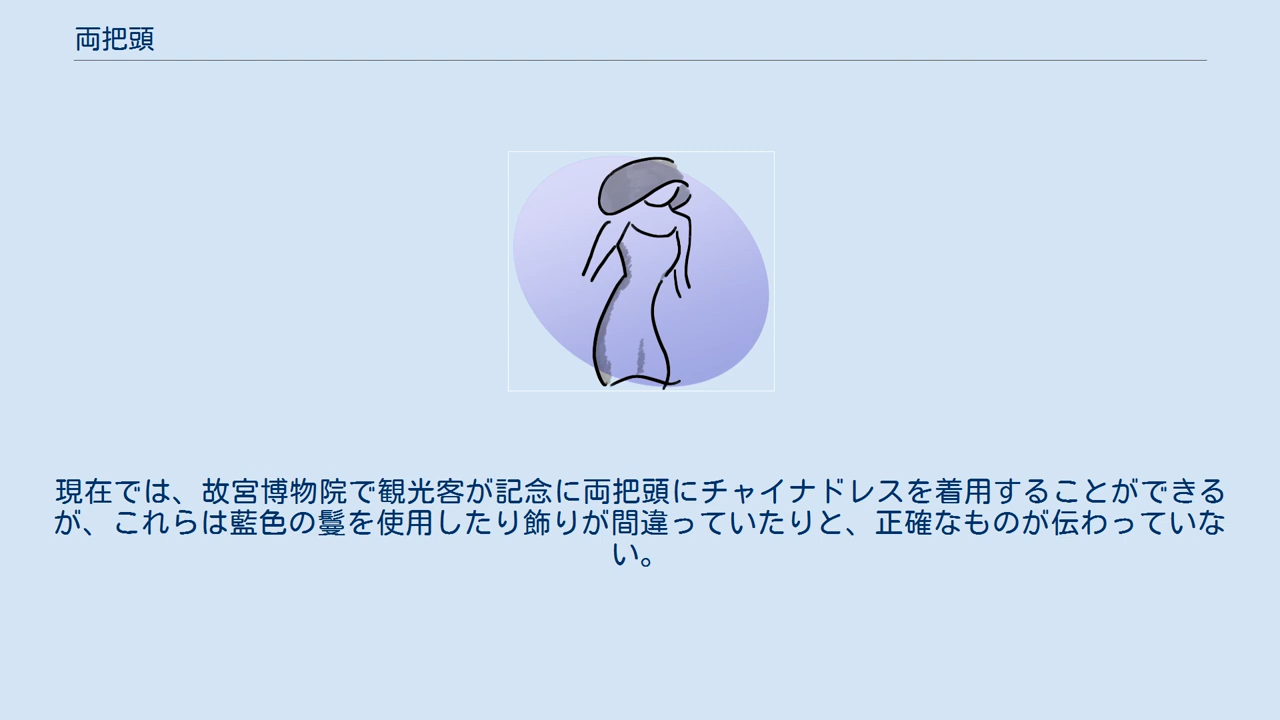 両把頭
現在では、故宮博物院で観光客が記念に両把頭にチャイナドレスを着用することができる
が、これらは藍色の鬘を使用したり飾りが間違っていたりと、正確なものが伝わっていな
い。